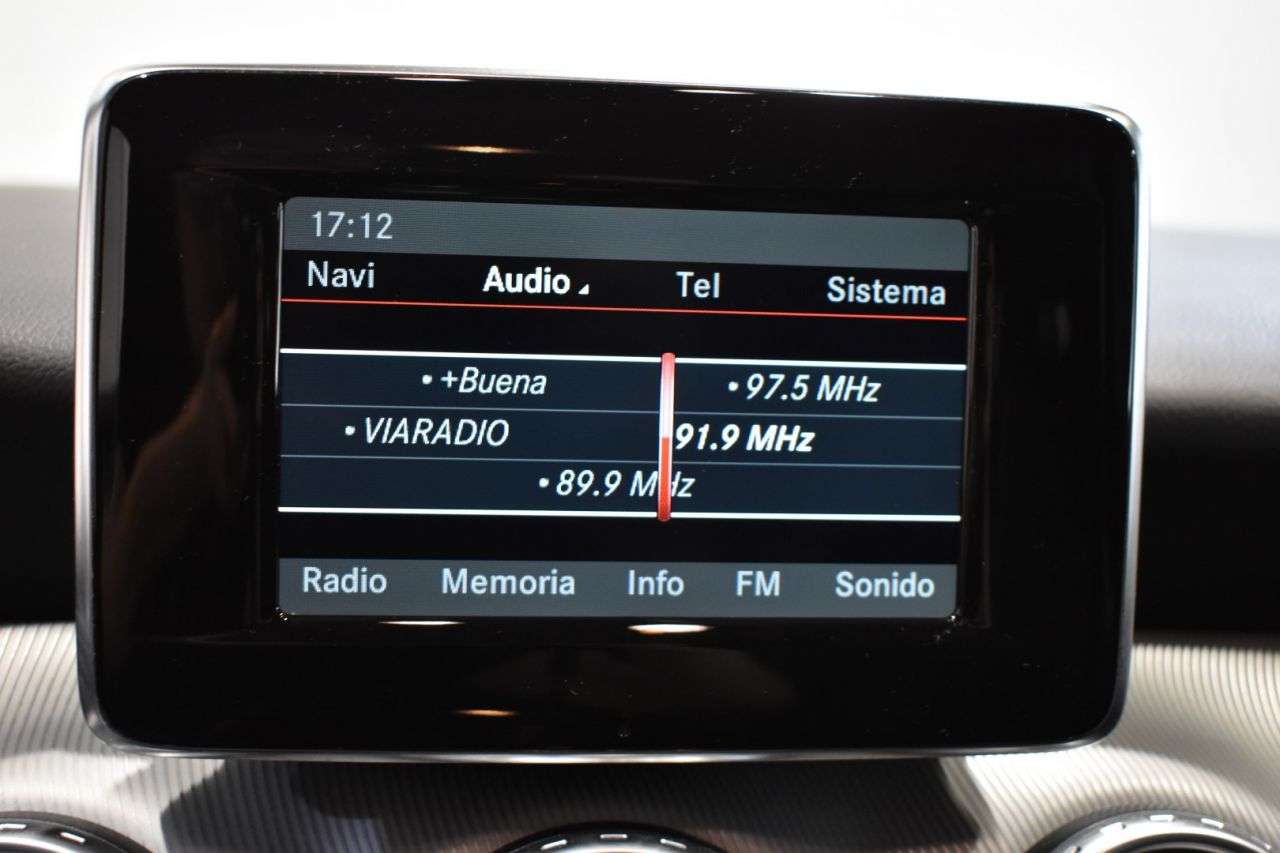 17:12
Navi Audio Tel Sistema
• +Buena • 97.5 MHz
• VIARADIO 91.9 MHz
• 89.9 MHz
Radio Memoria Info FM Sonido